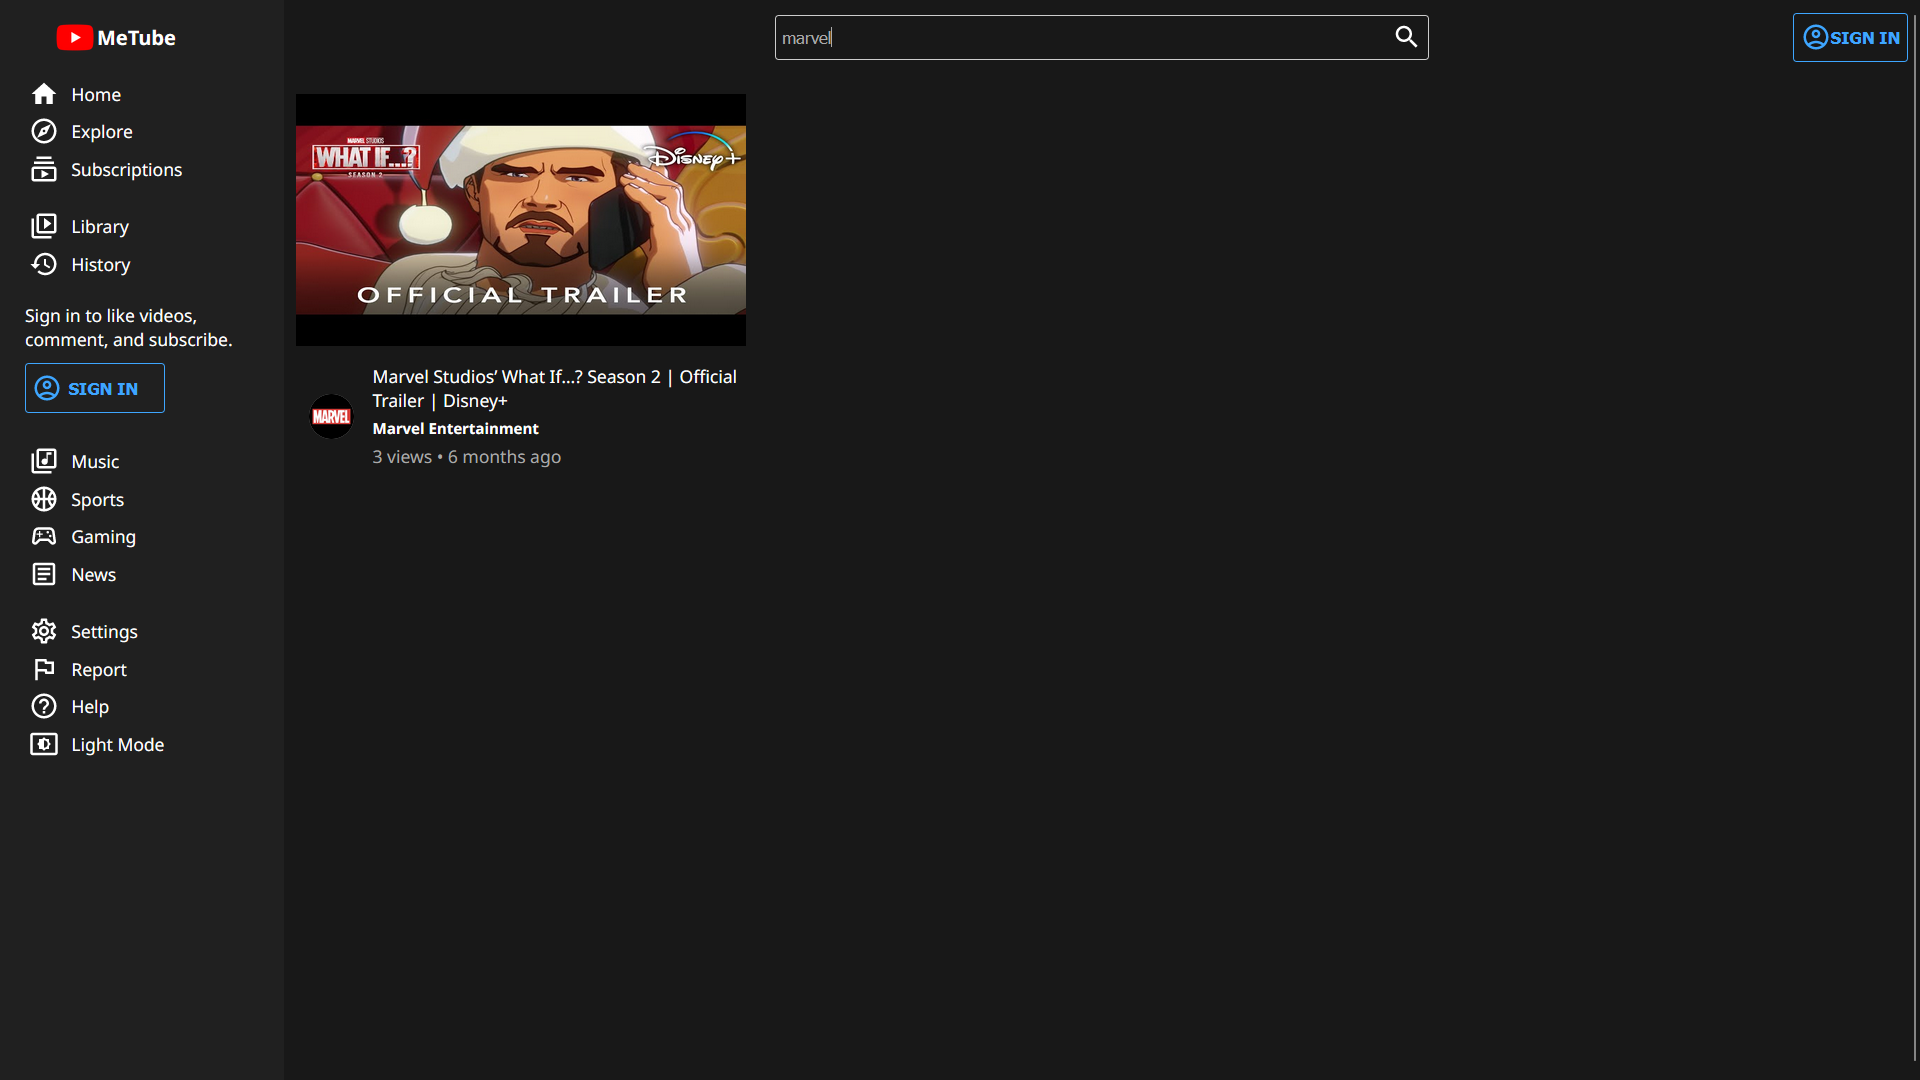 MeTube
marvel
SIGN IN
Home
Explore
Subscriptions
Library
History
Sign in to like videos,
comment, and subscribe.
SIGN IN
Music
Sports
Gaming
News
Settings
Report
Help
Light Mode
MARVEL STUDIOS
WHAT IF...?
SEASON 2
Disney+
OFFICIAL TRAILER
MARVEL
Marvel Studios’ What If...? Season 2 | Official
Trailer | Disney+
Marvel Entertainment
3 views • 6 months ago